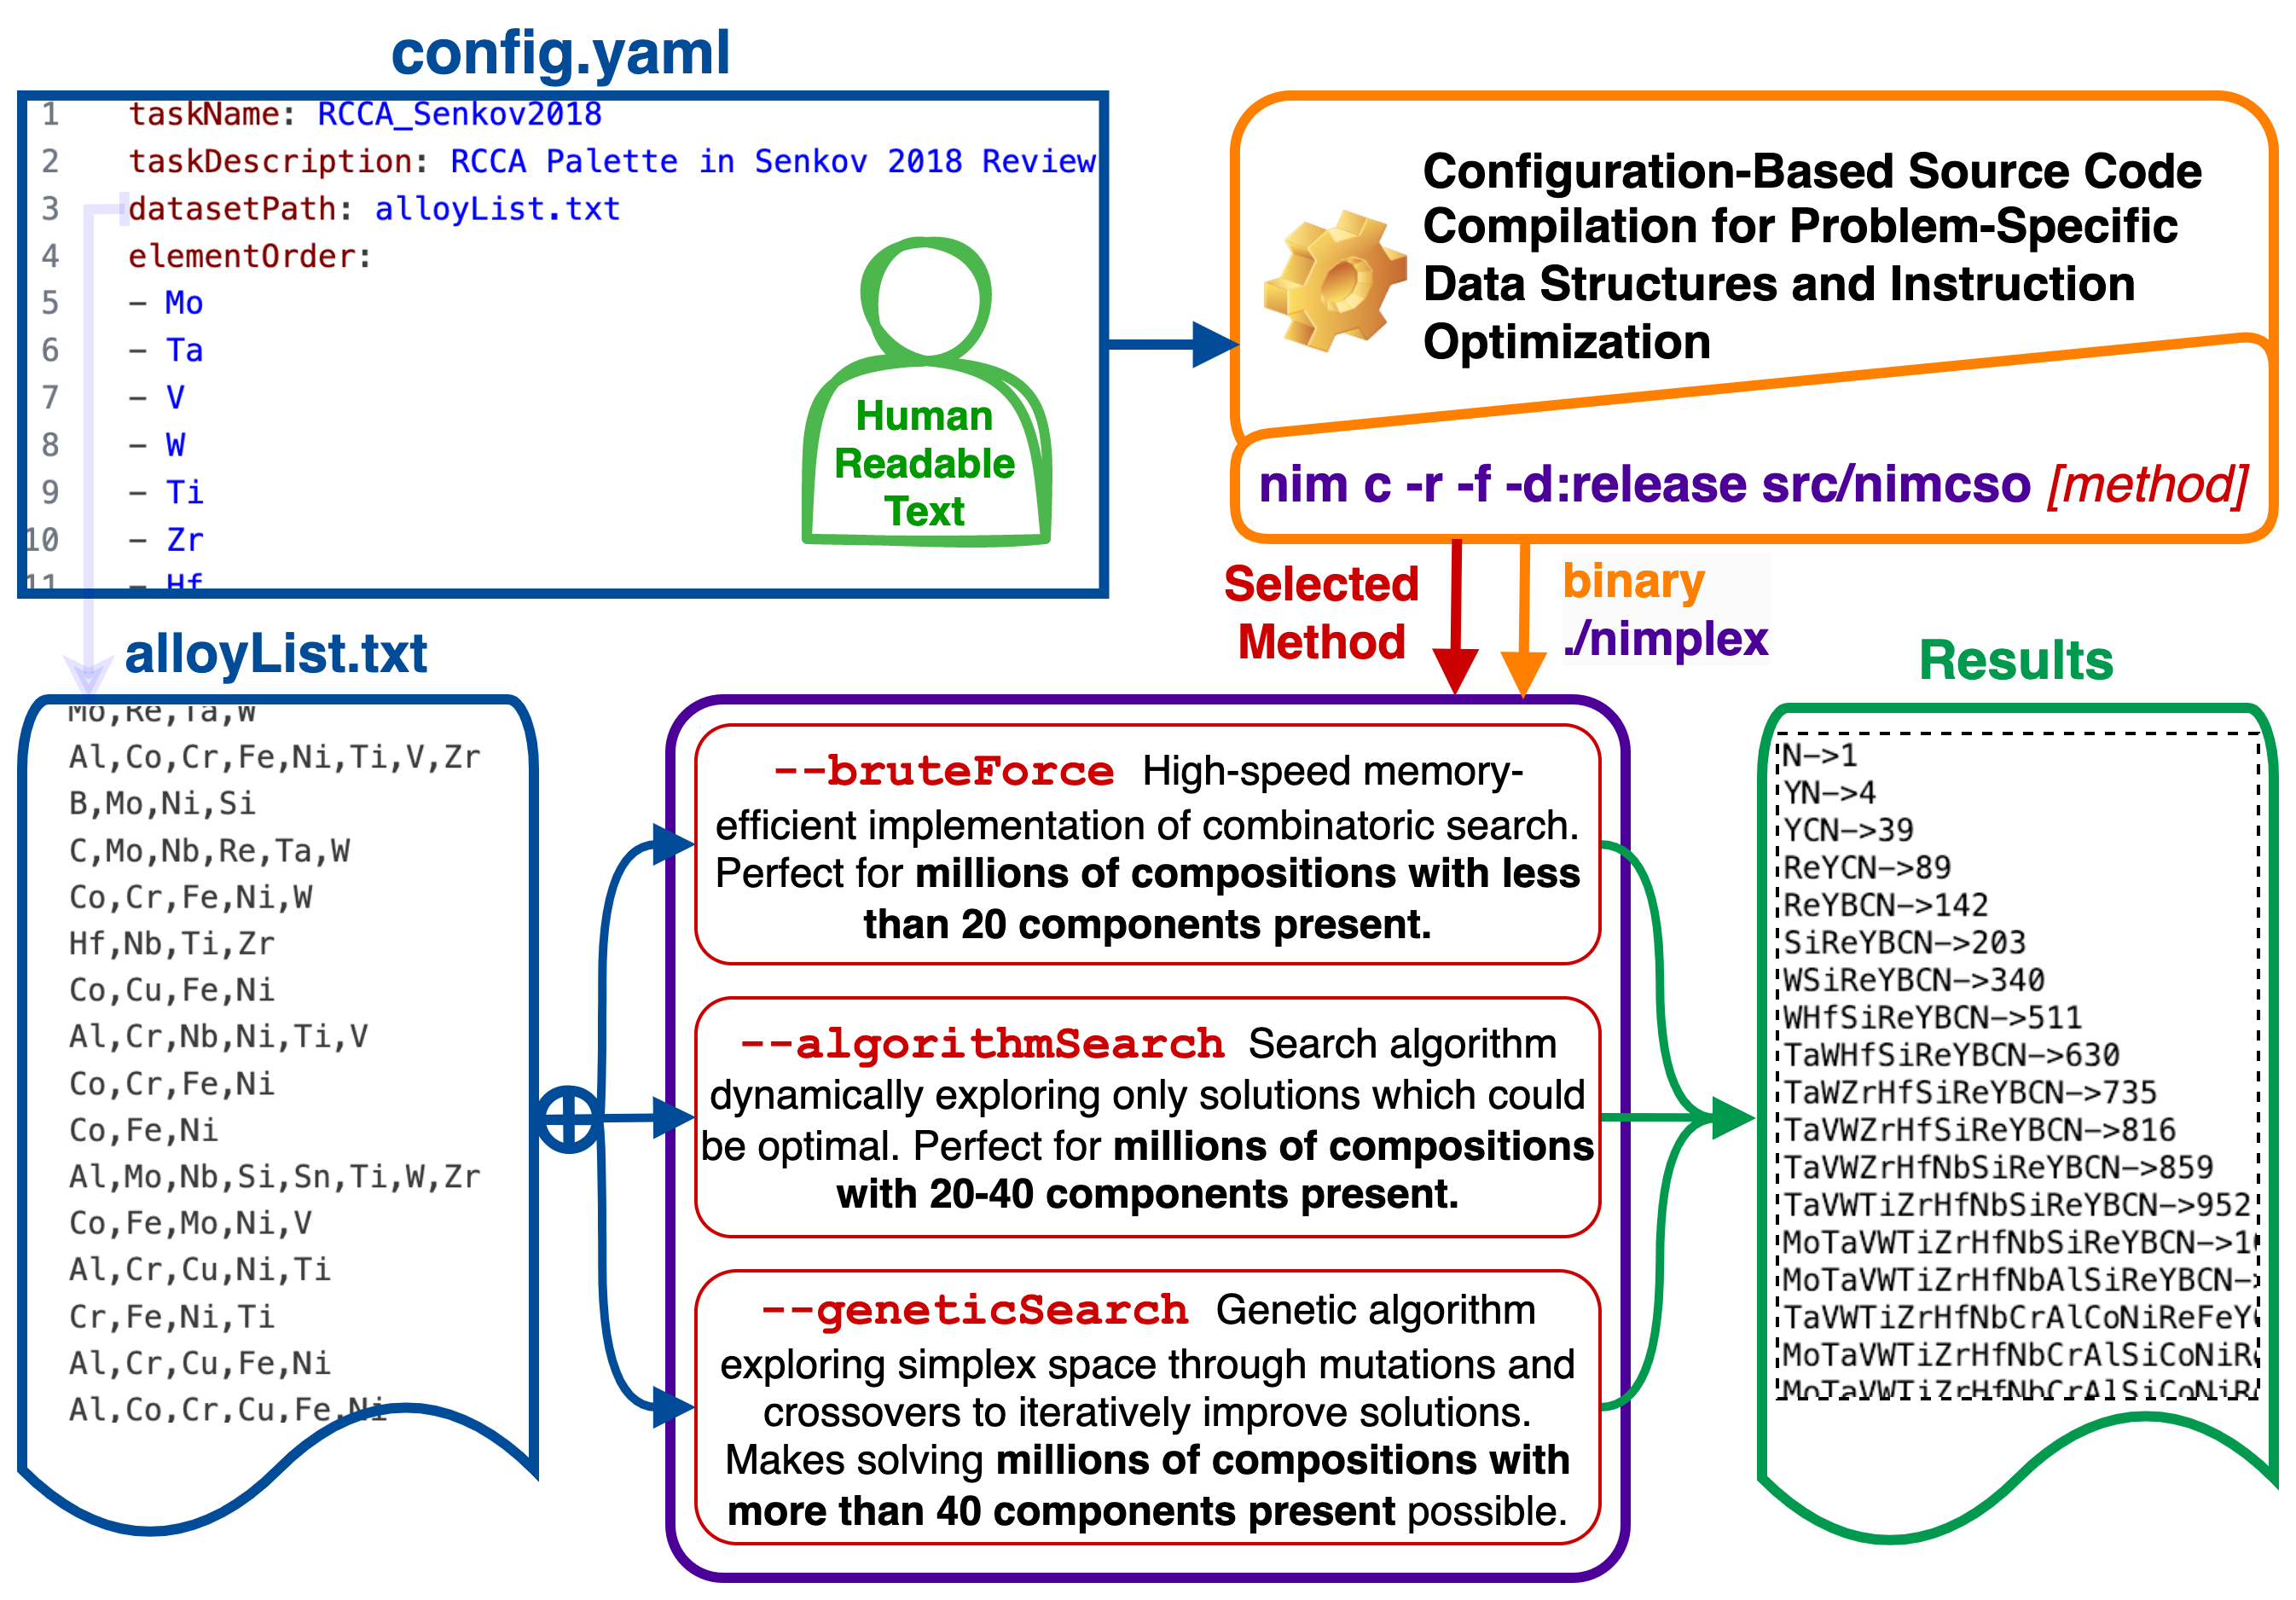 config.yaml
1 taskName: RCCA_Senkov2018
2 taskDescription: RCCA Palette in Senkov 2018 Review
3 datasetPath: alloyList.txt
4 elementOrder:
5 - Mo
6 - Ta
7 - V
8 - W
9 - Ti
10 - Zr
11 - Hf
Human
Readable
Text
Configuration-Based Source Code
Compilation for Problem-Specific
Data Structures and Instruction
Optimization
nim c -r -f -d:release src/nimcso [method]
Selected
Method
binary
./nimplex
alloyList.txt
Mo,Re,Ta,W
Al,Co,Cr,Fe,Ni,Ti,V,Zr
B,Mo,Ni,Si
C,Mo,Nb,Re,Ta,W
Co,Cr,Fe,Ni,W
Hf,Nb,Ti,Zr
Co,Cu,Fe,Ni
Al,Cr,Nb,Ni,Ti,V
Co,Cr,Fe,Ni
Co,Fe,Ni
Al,Mo,Nb,Si,Sn,Ti,W,Zr
Co,Fe,Mo,Ni,V
Al,Cr,Cu,Ni,Ti
Cr,Fe,Ni,Ti
Al,Cr,Cu,Fe,Ni
Al,Co,Cr,Cu,Fe,Ni
--bruteForce High-speed memory-
efficient implementation of combinatoric search.
Perfect for millions of compositions with less
than 20 components present.
--algorithmSearch Search algorithm
dynamically exploring only solutions which could
be optimal. Perfect for millions of compositions
with 20-40 components present.
--geneticSearch Genetic algorithm
exploring simplex space through mutations and
crossovers to iteratively improve solutions.
Makes solving millions of compositions with
more than 40 components present possible.
Results
N->1
YN->4
YCN->39
ReYCN->89
ReYBCN->142
SiReYBCN->203
WSiReYBCN->340
WHfSiReYBCN->511
TaWHfSiReYBCN->630
TaWZrHfSiReYBCN->735
TaVWZrHfSiReYBCN->816
TaVWZrHfNbSiReYBCN->859
TaVWTiZrHfNbSiReYBCN->952
MoTaVWTiZrHfNbSiReYBCN->1
MoTaVWTiZrHfNbAlSiReYBCN->
TaVWTiZrHfNbCrAlCoNiReFeY
MoTaVWTiZrHfNbCrAlSiCoNiR
MoTaVWTiZrHfNbCrAlSiCoNiR